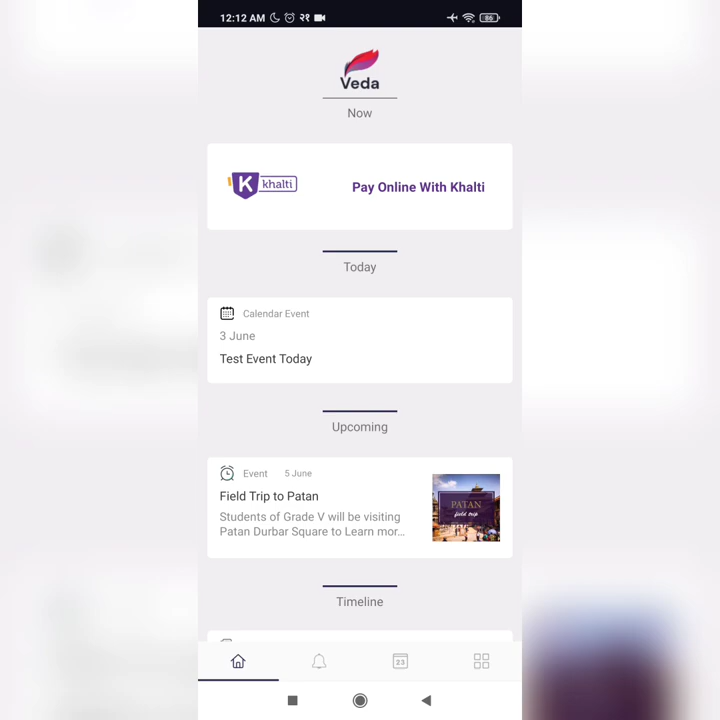 12:12 AM २१ 86
Veda
Now
K khalti
Pay Online With Khalti
Today
Calendar Event
3 June
Test Event Today
Upcoming
Event 5 June
Field Trip to Patan
Students of Grade V will be visiting
Patan Durbar Square to Learn mor...
PATAN
field trip
Timeline
23